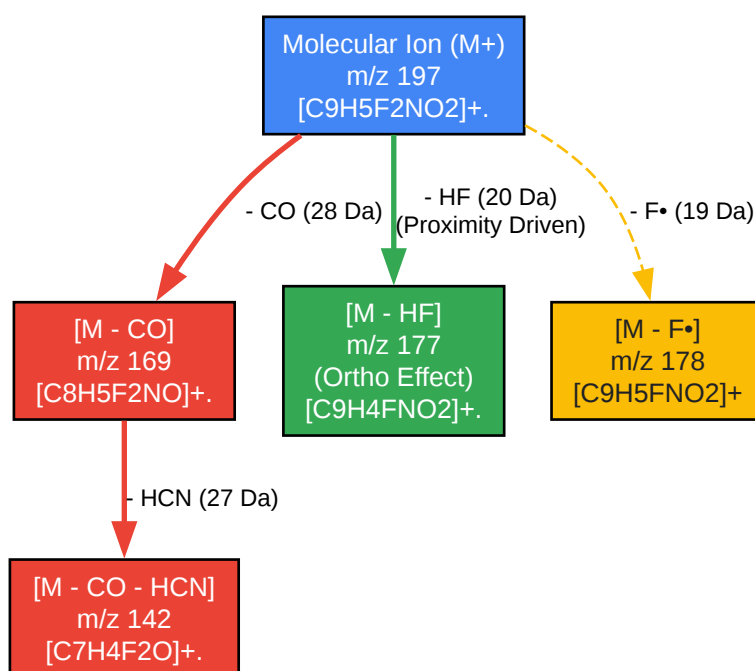 Molecular Ion (M+)
m/z 197
[C9H5F2NO2]+.
- CO (28 Da)
- HF (20 Da)
(Proximity Driven)
- F• (19 Da)
[M - CO]
m/z 169
[C8H5F2NO]+.
[M - HF]
m/z 177
(Ortho Effect)
[C9H4FNO2]+.
[M - F•]
m/z 178
[C9H5FNO2]+
- HCN (27 Da)
[M - CO - HCN]
m/z 142
[C7H4F2O]+.